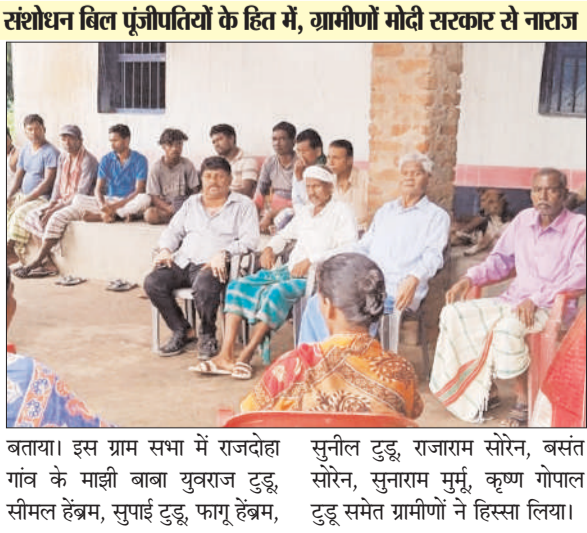 संशोधन बिल पूंजीपतियों के हित में, ग्रामीणों मोदी सरकार से नाराज
बताया। इस ग्राम सभा में राजदोहा
गांव के माझी बाबा युवराज टुडू,
सीमल हेंब्रम, सुपाई टुडू, फागू हेंब्रम,
सुनील टुडू, राजाराम सोरेन, बसंत
सोरेन, सुनाराम मुर्मू, कृष्ण गोपाल
टुडू समेत ग्रामीणों ने हिस्सा लिया।